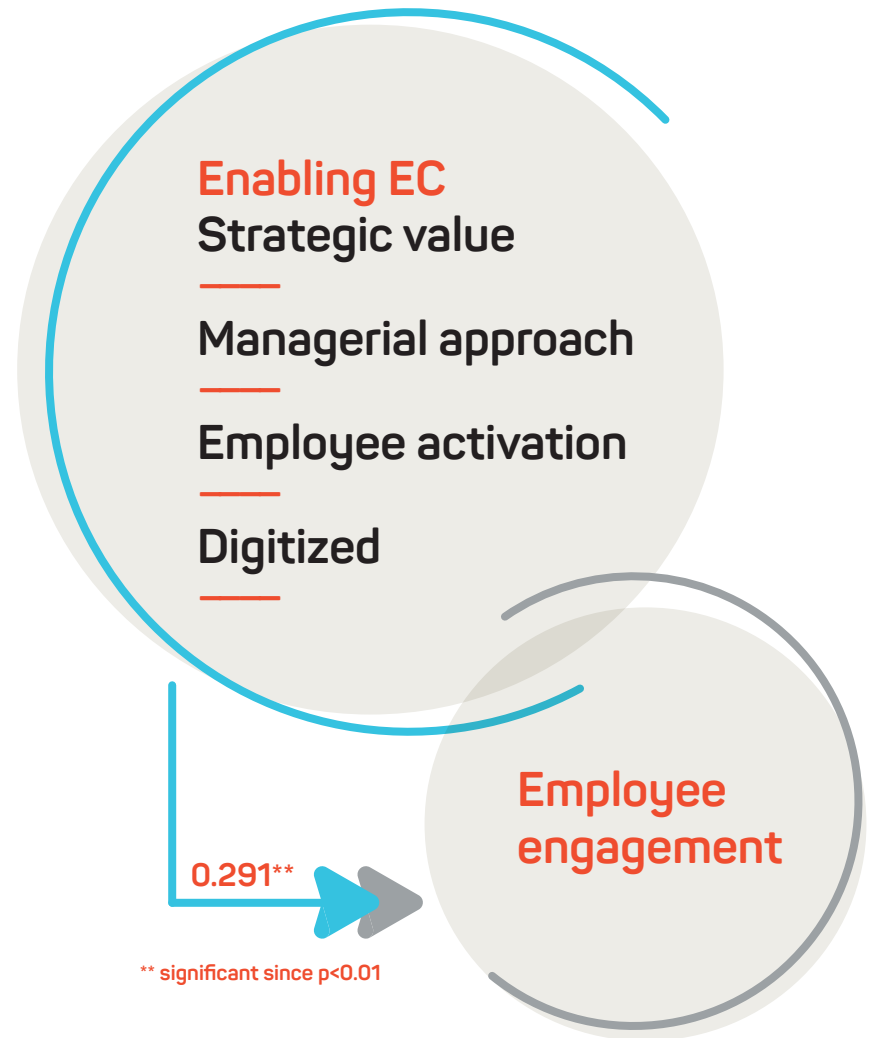 Enabling EC
Strategic value
Managerial approach
Employee activation
Digitized
Employee
engagement
0.291**
** significant since p<0.01